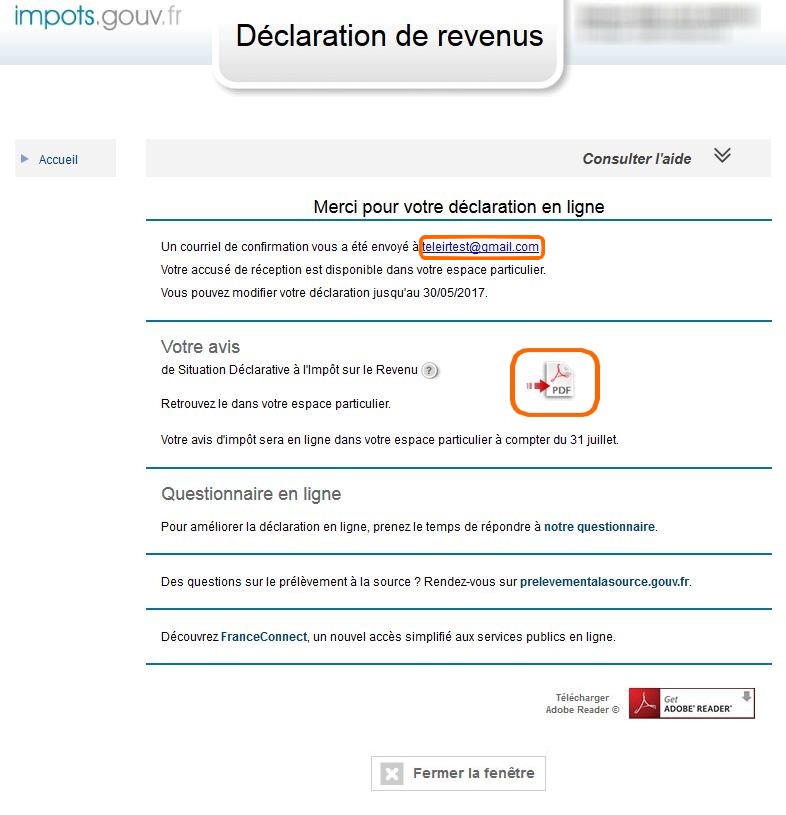 impots.gouv.fr
Déclaration de revenus
Accueil
Consulter l'aide
Merci pour votre déclaration en ligne
Un courriel de confirmation vous a été envoyé à teleirtest@gmail.com
Votre accusé de réception est disponible dans votre espace particulier.
Vous pouvez modifier votre déclaration jusqu'au 30/05/2017.
Votre avis
de Situation Déclarative à l'Impôt sur le Revenu ?
PDF
Retrouvez le dans votre espace particulier.
Votre avis d'impôt sera en ligne dans votre espace particulier à compter du 31 juillet.
Questionnaire en ligne
Pour améliorer la déclaration en ligne, prenez le temps de répondre à notre questionnaire.
Des questions sur le prélèvement à la source ? Rendez-vous sur prelevementalasource.gouv.fr.
Découvrez FranceConnect, un nouvel accès simplifié aux services publics en ligne.
Télécharger
Adobe Reader ©
Get
ADOBE® READER®
Fermer la fenêtre